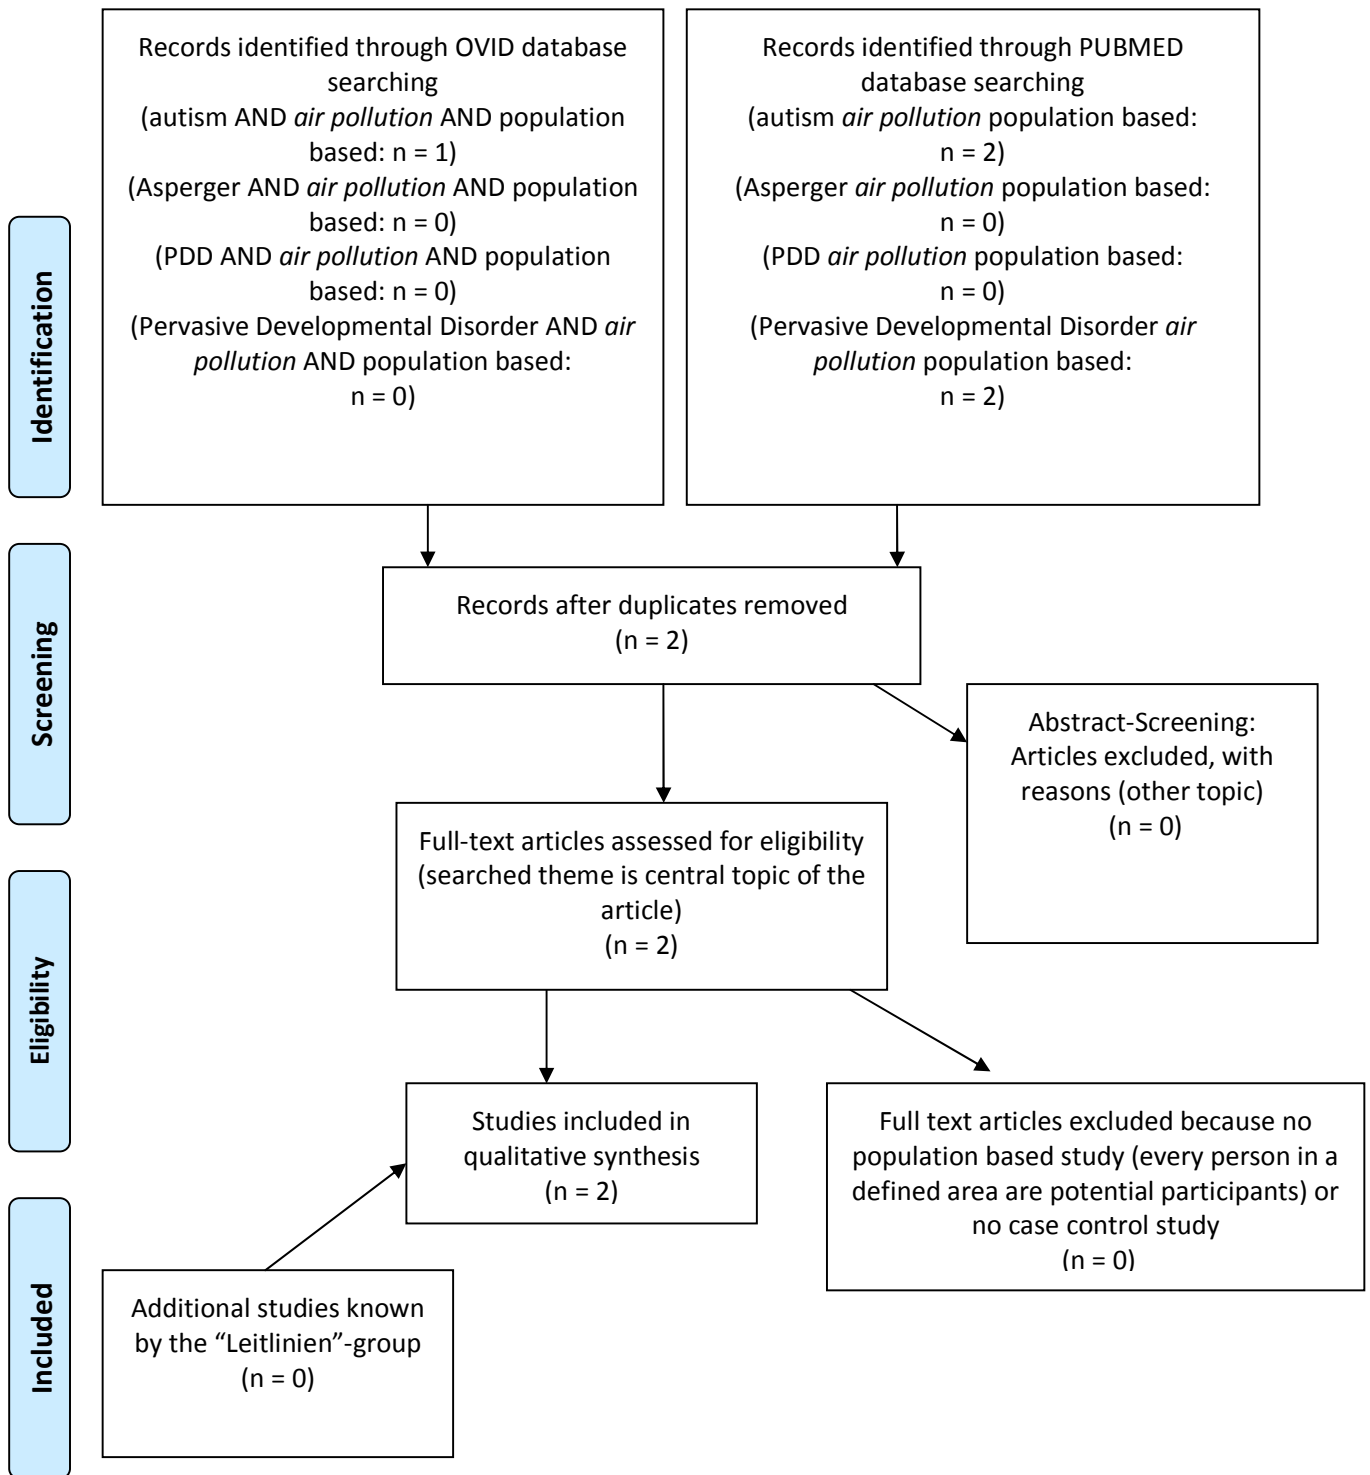 Records identified through OVID database
searching
(autism AND air pollution AND population
based: n = 1)
(Asperger AND air pollution AND population
based: n = 0)
(PDD AND air pollution AND population
based: n = 0)
(Pervasive Developmental Disorder AND air
pollution AND population based:
n = 0)
Records identified through PUBMED
database searching
(autism air pollution population based:
n = 2)
(Asperger air pollution population based:
n = 0)
(PDD air pollution population based:
n = 0)
(Pervasive Developmental Disorder air
pollution population based:
n = 2)
Identification
Records after duplicates removed
(n = 2)
Screening
Abstract-Screening:
Articles excluded, with
reasons (other topic)
(n = 0)
Full-text articles assessed for eligibility
(searched theme is central topic of the
article)
(n = 2)
Eligibility
Studies included in
qualitative synthesis
(n = 2)
Full text articles excluded because no
population based study (every person in a
defined area are potential participants) or
no case control study
(n = 0)
Included
Additional studies known
by the “Leitlinien”-group
(n = 0)